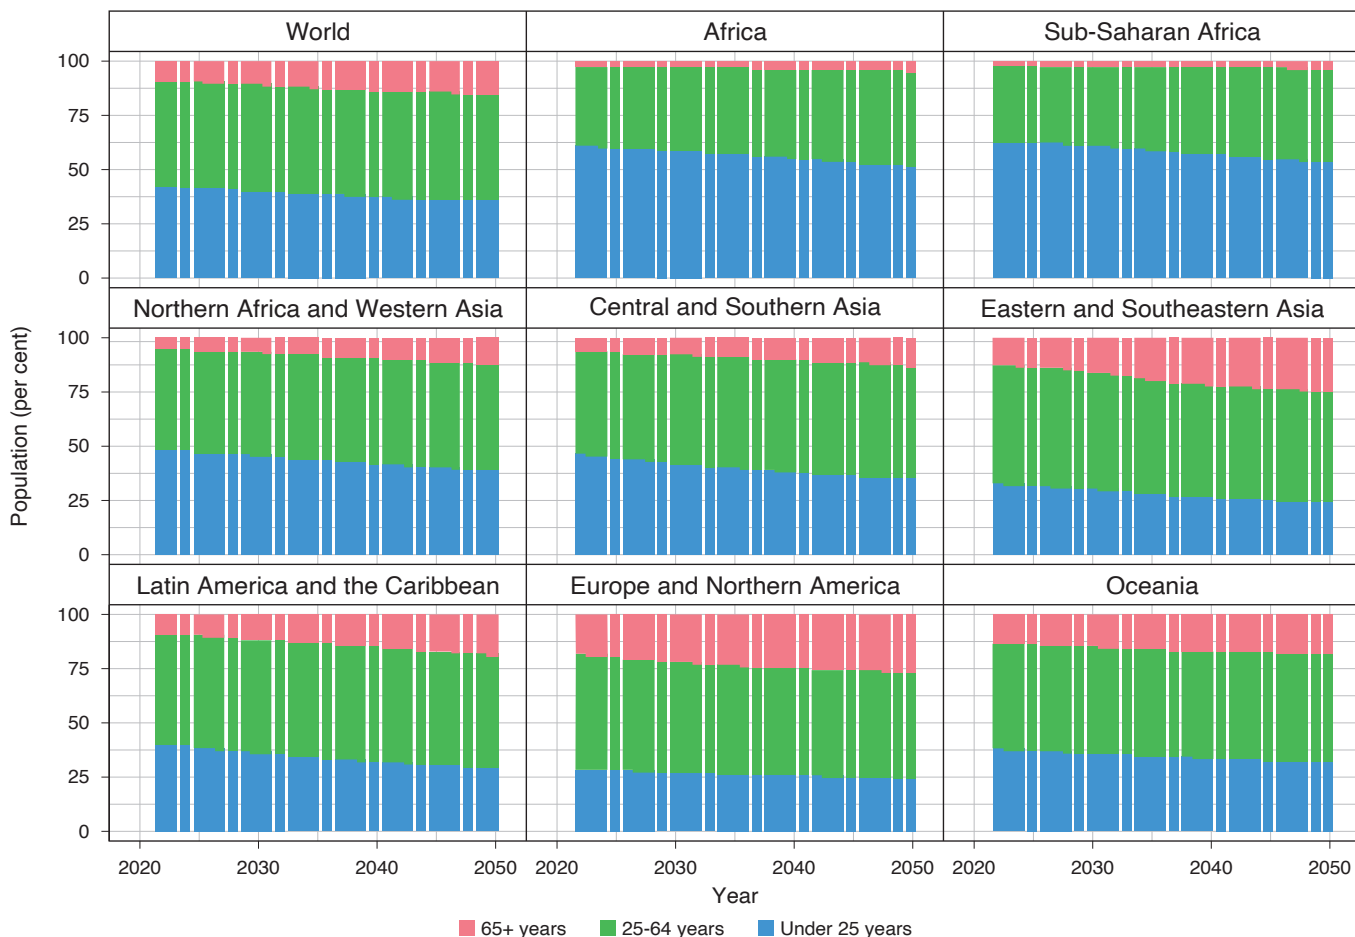 World Africa Sub-Saharan Africa
100
75
50
25
0
Northern Africa and Western Asia Central and Southern Asia Eastern and Southeastern Asia
100
75
50
25
0
Population (per cent)
Latin America and the Caribbean Europe and Northern America Oceania
100
75
50
25
0
2020 2030 2040 2050 2020 2030 2040 2050 2020 2030 2040 2050
Year
65+ years 25-64 years Under 25 years